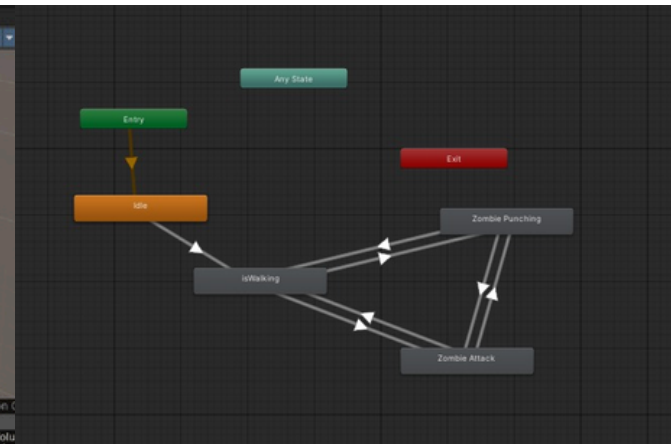 Any State
Entry
Exit
Idle
Zombie Punching
isWalking
Zombie Attack